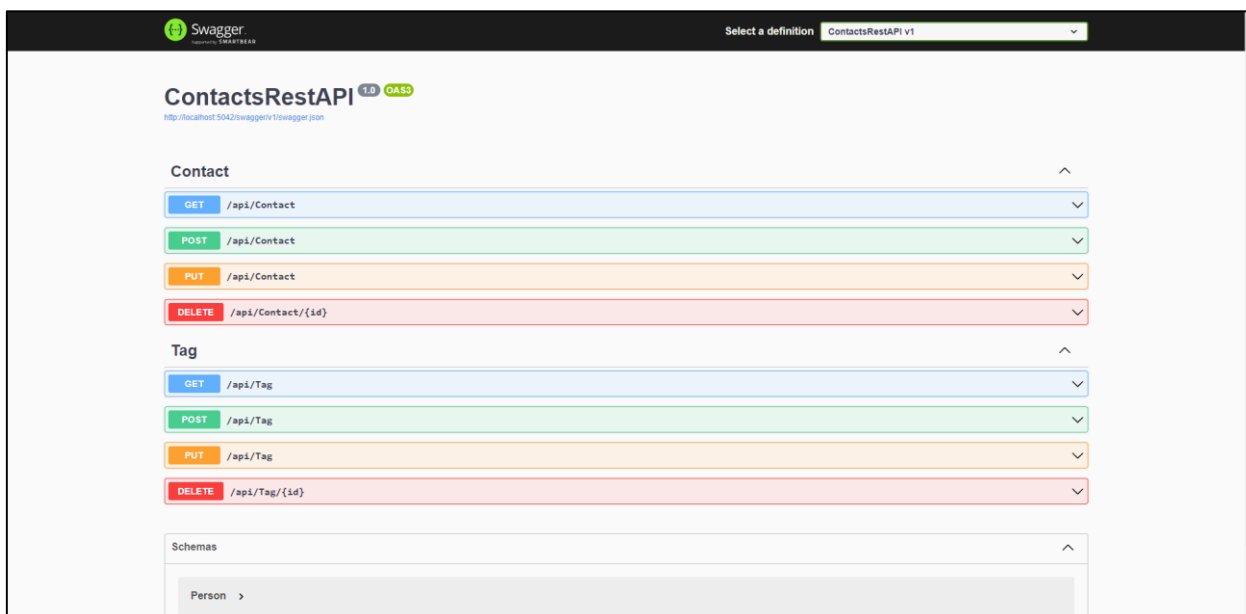 Swagger.
Supported by SMARTBEAR
Select a definition
ContactsRestAPI v1
ContactsRestAPI 1.0 OAS3
http://localhost:5042/swagger/v1/swagger.json
Contact
GET /api/Contact
POST /api/Contact
PUT /api/Contact
DELETE /api/Contact/{id}
Tag
GET /api/Tag
POST /api/Tag
PUT /api/Tag
DELETE /api/Tag/{id}
Schemas
Person